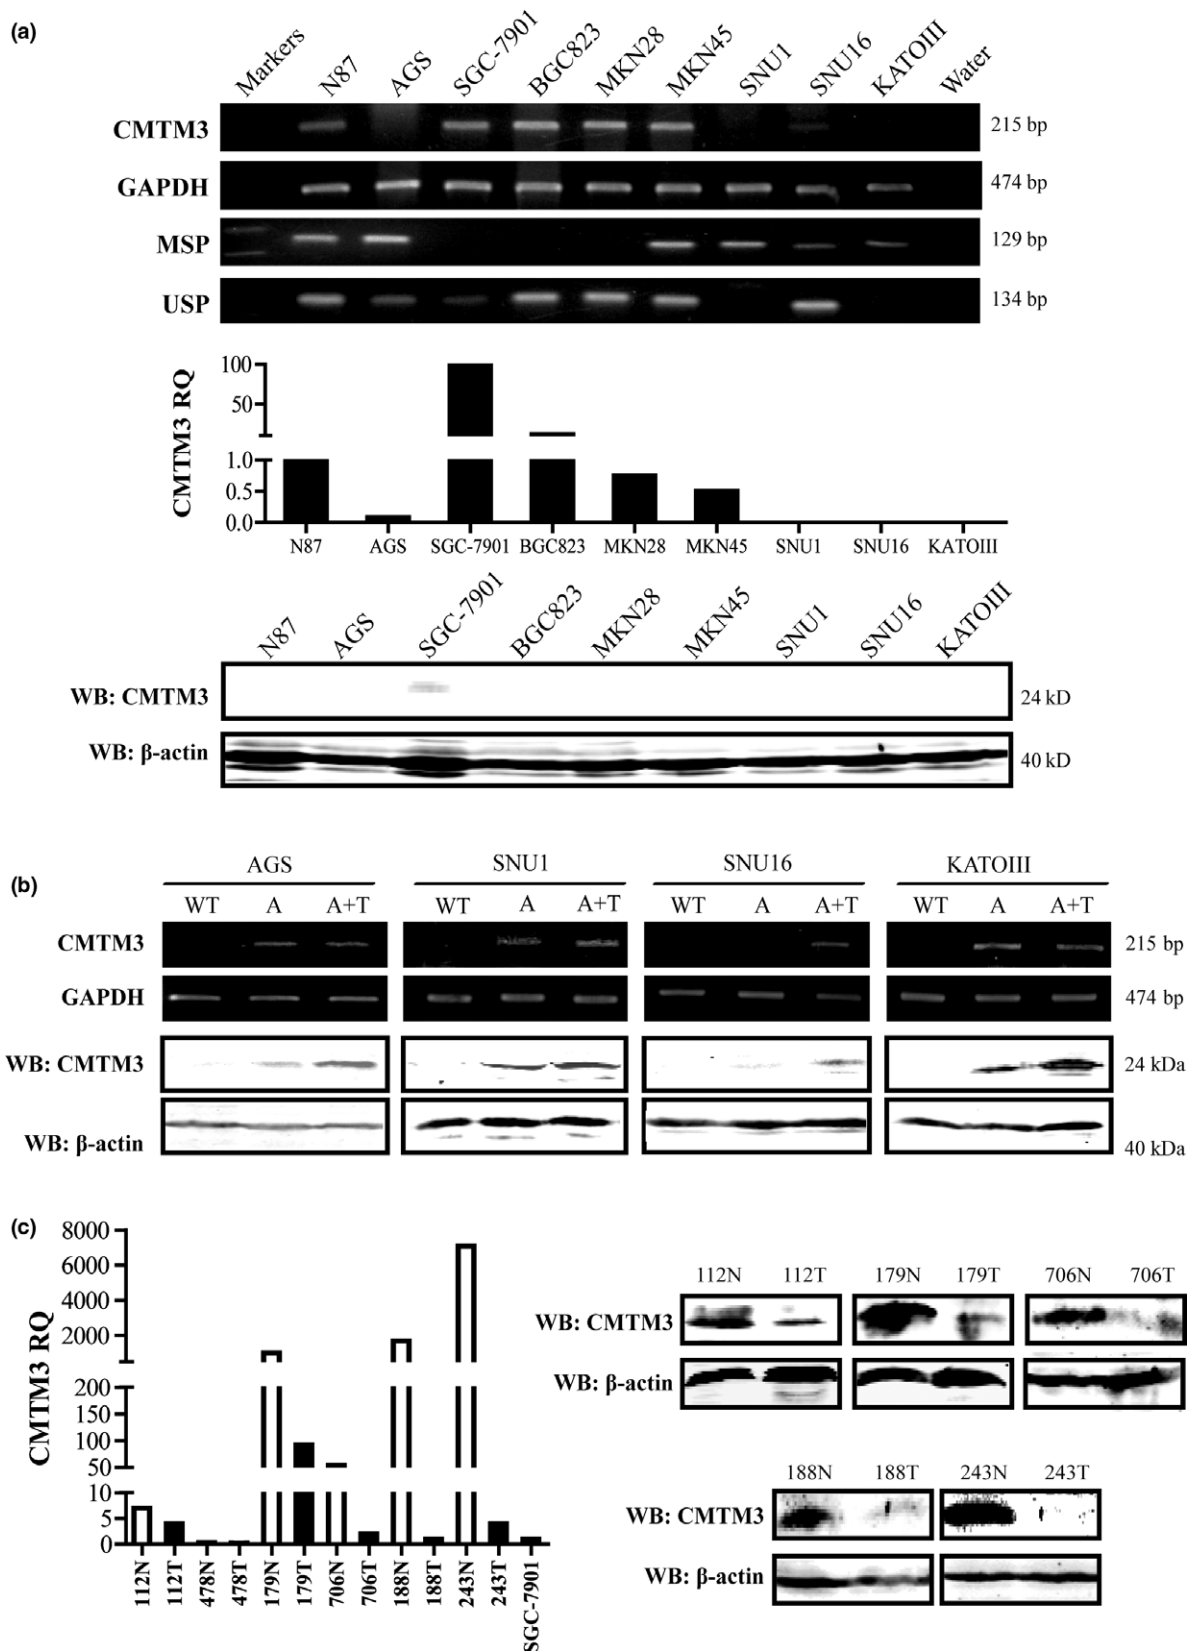 (a)
Markers N87 AGS SGC-7901 BGC823 MKN28 MKN45 SNU1 SNU16 KATOIII Water
CMTM3 215 bp
GAPDH 474 bp
MSP 129 bp
USP 134 bp
CMTM3 RQ
100
50
1.0
0.5
0.0
N87 AGS SGC-7901 BGC823 MKN28 MKN45 SNU1 SNU16 KATOIII
N87 AGS SGC-7901 BGC823 MKN28 MKN45 SNU1 SNU16 KATOIII
WB: CMTM3 24 kD
WB: β-actin 40 kD
(b)
AGS SNU1 SNU16 KATOIII
WT A A+T WT A A+T WT A A+T WT A A+T
CMTM3 215 bp
GAPDH 474 bp
WB: CMTM3 24 kDa
WB: β-actin 40 kDa
(c)
CMTM3 RQ
8000
6000
4000
2000
200
150
100
50
10
5
0
112N 112T 478N 478T 179N 179T 706N 706T 188N 188T 243N 243T SGC-7901
112N 112T 179N 179T 706N 706T
WB: CMTM3
WB: β-actin
188N 188T 243N 243T
WB: CMTM3
WB: β-actin